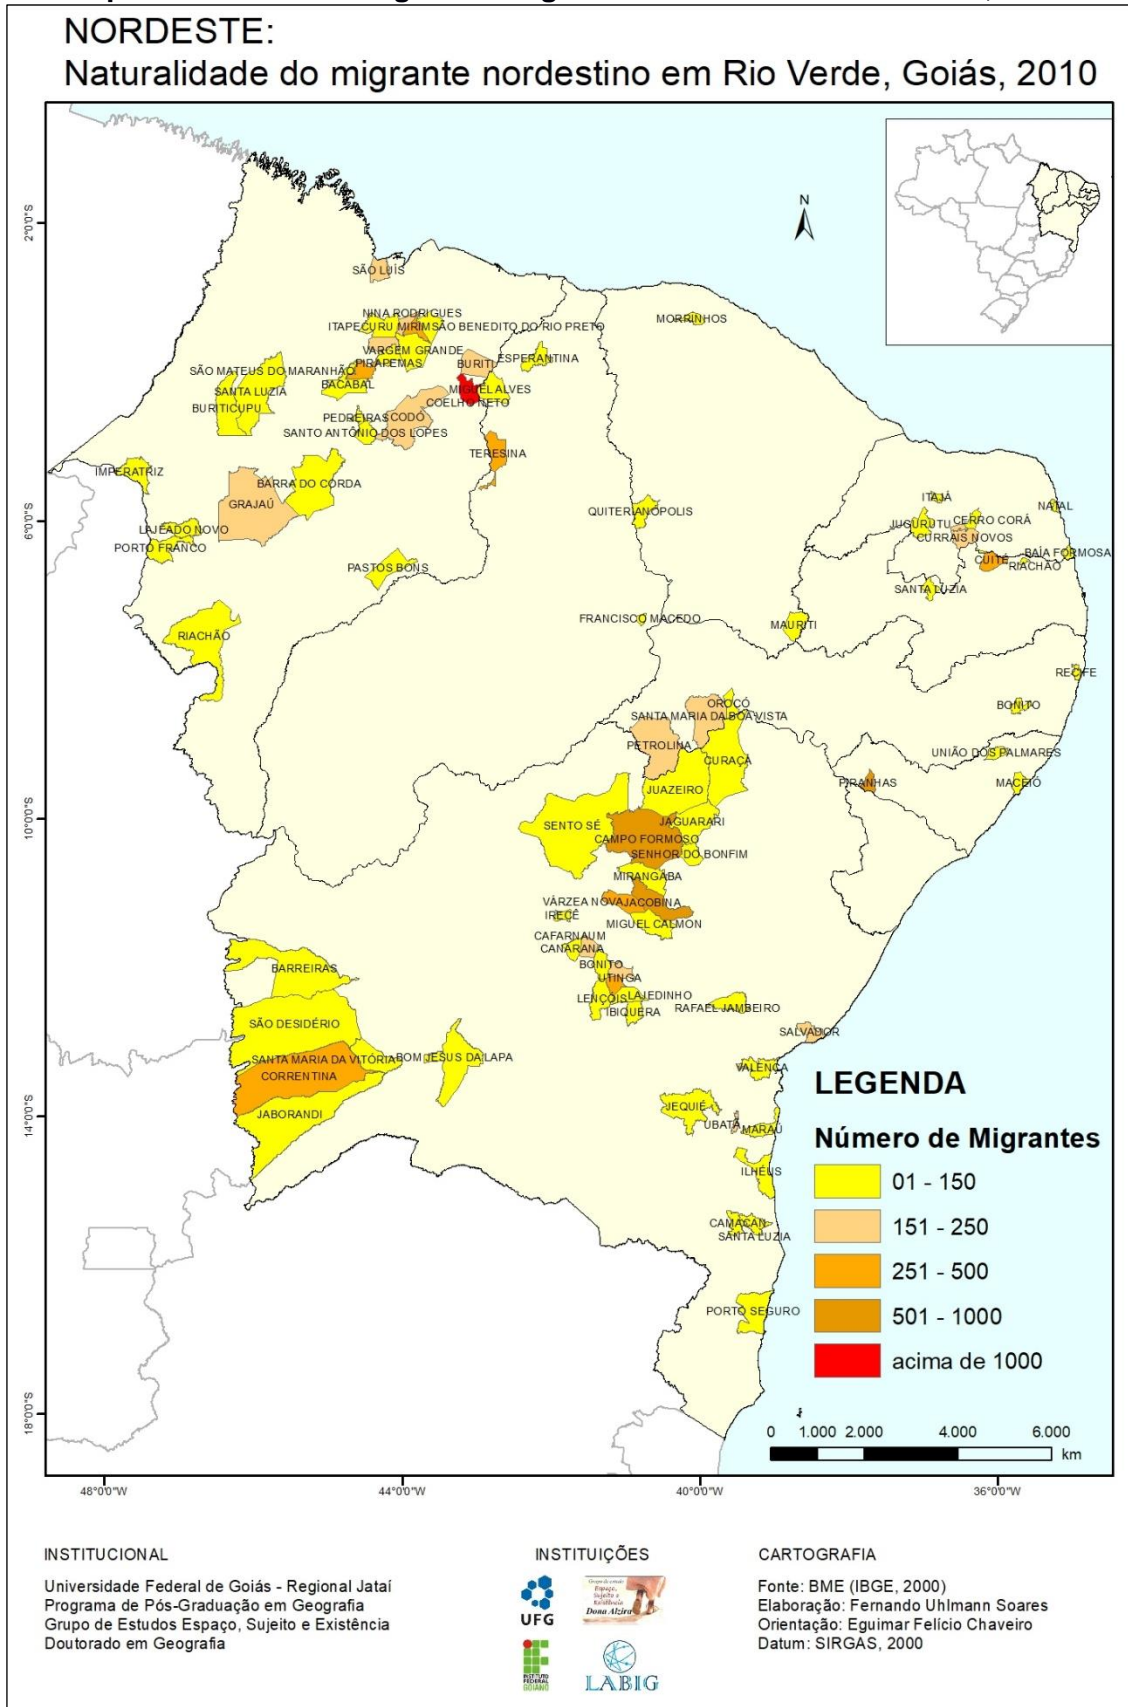 NORDESTE:
Naturalidade do migrante nordestino em Rio Verde, Goiás, 2010
N
2°0'0"S
6°0'0"S
10°0'0"S
14°0'0"S
18°0'0"S
SÃO LUÍS
NINA RODRIGUES
ITAPECURU MIRIM
SÃO BENEDITO DO RIO PRETO
MORRINHOS
VARGEM GRANDE
ESPERANTINA
PIRAPEMAS
BURITI
SÃO MATEUS DO MARANHÃO
BACABAL
SANTA LUZIA
MIGUEL ALVES
BURITICUPU
COELHO NETO
PEDREIRAS
CODÓ
SANTO ANTÔNIO DOS LOPES
TERESINA
IMPERATRIZ
BARRA DO CORDA
GRAJAÚ
ITAJÁ
NATAL
QUITERIANÓPOLIS
LAJEADO NOVO
JUCURUTU
CERRO CORÁ
CURRAIS NOVOS
PORTO FRANCO
BAÍA FORMOSA
CUITÉ
RIACHÃO
PASTOS BONS
SANTA LUZIA
FRANCISCO MACEDO
MAURITI
RIACHÃO
RECIFE
OROCÓ
BONITO
SANTA MARIA DA BOA VISTA
PETROLINA
UNIÃO DOS PALMARES
CURAÇÁ
PIRANHAS
MACEIÓ
JUAZEIRO
SENTO SÉ
JAGUARARI
CAMPO FORMOSO
SENHOR DO BONFIM
MIRANGABA
VÁRZEA NOVA
JACOBINA
IRECÊ
MIGUEL CALMON
CAFARNAUM
CANARANA
BONITO
BARREIRAS
UTINGA
LENÇÓIS
LAJEDINHO
IBIQUERA
RAFAEL JAMBEIRO
SÃO DESIDÉRIO
SALVADOR
SANTA MARIA DA VITÓRIA
BOM JESUS DA LAPA
VALENÇA
CORRENTINA
JABORANDI
JEQUIÉ
UBATÃ
MARAÚ
ILHÉUS
CAMACAN
SANTA LUZIA
PORTO SEGURO
LEGENDA
Número de Migrantes
01 - 150
151 - 250
251 - 500
501 - 1000
acima de 1000
0 1.000 2.000 4.000 6.000
km
48°0'0"W 44°0'0"W 40°0'0"W 36°0'0"W
INSTITUCIONAL
Universidade Federal de Goiás - Regional Jataí
Programa de Pós-Graduação em Geografia
Grupo de Estudos Espaço, Sujeito e Existência
Doutorado em Geografia
INSTITUIÇÕES
UFG
Grupo de estudo
Espaço,
Sujeito e
Existência
Dona Alzira
INSTITUTO
FEDERAL
GOIANO
LABIG
CARTOGRAFIA
Fonte: BME (IBGE, 2000)
Elaboração: Fernando Uhlmann Soares
Orientação: Eguimar Felício Chaveiro
Datum: SIRGAS, 2000